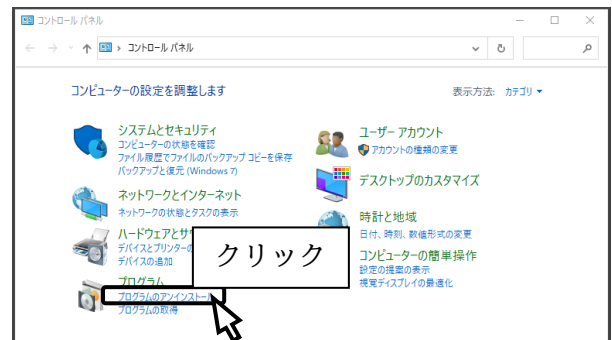 コントロール パネル
コントロール パネル
コンピューターの設定を調整します
表示方法: カテゴリ
システムとセキュリティ
コンピューターの状態を確認
ファイル履歴でファイルのバックアップ コピーを保存
バックアップと復元 (Windows 7)
ネットワークとインターネット
ネットワークの状態とタスクの表示
ハードウェアとサ
デバイスとプリンターの
デバイスの追加
プログラム
プログラムのアンインストール
プログラムの取得
ユーザー アカウント
アカウントの種類の変更
デスクトップのカスタマイズ
時計と地域
日付、時刻、数値形式の変更
コンピューターの簡単操作
設定の提案の表示
視覚ディスプレイの最適化
クリック